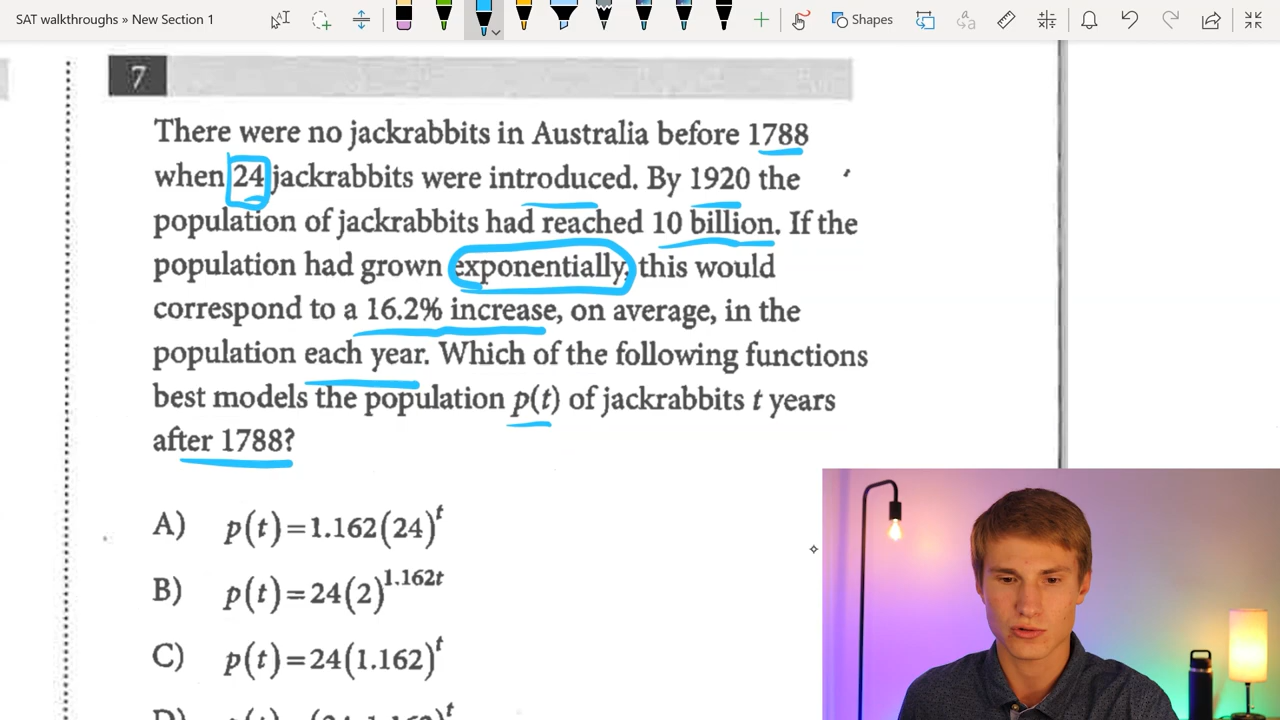 SAT walkthroughs » New Section 1
Shapes
7
There were no jackrabbits in Australia before 1788
when 24 jackrabbits were introduced. By 1920 the
population of jackrabbits had reached 10 billion. If the
population had grown exponentially, this would
correspond to a 16.2% increase, on average, in the
population each year. Which of the following functions
best models the population p(t) of jackrabbits t years
after 1788?
A) p(t)=1.162(24)^t
B) p(t)=24(2)^1.162t
C) p(t)=24(1.162)^t